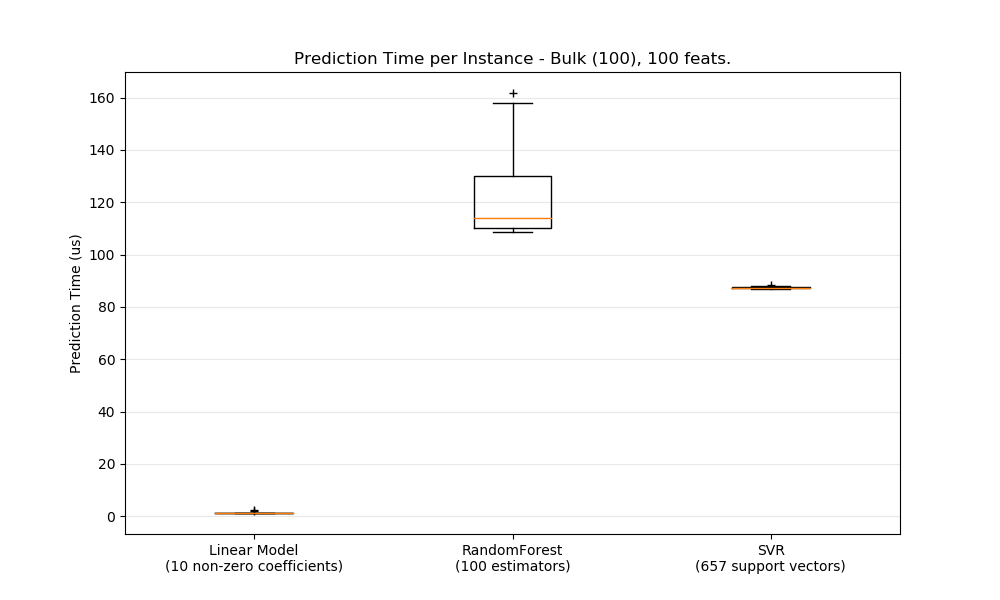 Prediction Time per Instance - Bulk (100), 100 feats.
Prediction Time (us)
160
140
120
100
80
60
40
20
0
Linear Model
(10 non-zero coefficients)
RandomForest
(100 estimators)
SVR
(657 support vectors)